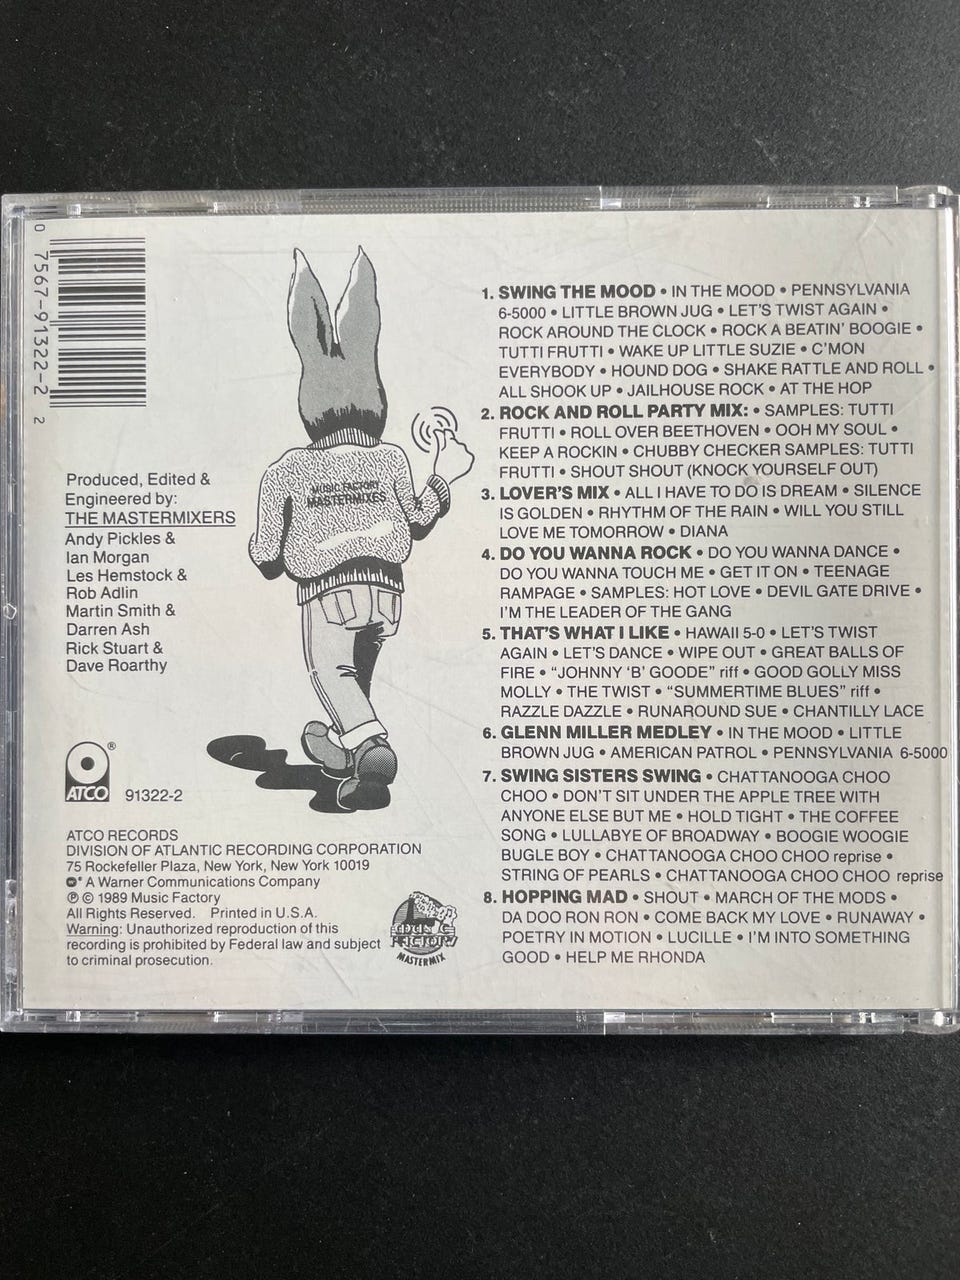 0 7567-91322-2 2
Produced, Edited &
Engineered by:
THE MASTERMIXERS
Andy Pickles &
Ian Morgan
Les Hemstock &
Rob Adlin
Martin Smith &
Darren Ash
Rick Stuart &
Dave Roarthy
MUSIC FACTORY
MASTERMIXES
ATCO
®
91322-2
ATCO RECORDS
DIVISION OF ATLANTIC RECORDING CORPORATION
75 Rockefeller Plaza, New York, New York 10019
A Warner Communications Company
℗ © 1989 Music Factory
All Rights Reserved. Printed in U.S.A.
Warning: Unauthorized reproduction of this
recording is prohibited by Federal law and subject
to criminal prosecution.
MUSIC
FACTORY
MASTERMIX
1. SWING THE MOOD • IN THE MOOD • PENNSYLVANIA
6-5000 • LITTLE BROWN JUG • LET'S TWIST AGAIN •
ROCK AROUND THE CLOCK • ROCK A BEATIN' BOOGIE •
TUTTI FRUTTI • WAKE UP LITTLE SUZIE • C'MON
EVERYBODY • HOUND DOG • SHAKE RATTLE AND ROLL •
ALL SHOOK UP • JAILHOUSE ROCK • AT THE HOP
2. ROCK AND ROLL PARTY MIX: • SAMPLES: TUTTI
FRUTTI • ROLL OVER BEETHOVEN • OOH MY SOUL •
KEEP A ROCKIN • CHUBBY CHECKER SAMPLES: TUTTI
FRUTTI • SHOUT SHOUT (KNOCK YOURSELF OUT)
3. LOVER'S MIX • ALL I HAVE TO DO IS DREAM • SILENCE
IS GOLDEN • RHYTHM OF THE RAIN • WILL YOU STILL
LOVE ME TOMORROW • DIANA
4. DO YOU WANNA ROCK • DO YOU WANNA DANCE •
DO YOU WANNA TOUCH ME • GET IT ON • TEENAGE
RAMPAGE • SAMPLES: HOT LOVE • DEVIL GATE DRIVE •
I'M THE LEADER OF THE GANG
5. THAT'S WHAT I LIKE • HAWAII 5-0 • LET'S TWIST
AGAIN • LET'S DANCE • WIPE OUT • GREAT BALLS OF
FIRE • "JOHNNY 'B' GOODE" riff • GOOD GOLLY MISS
MOLLY • THE TWIST • "SUMMERTIME BLUES" riff •
RAZZLE DAZZLE • RUNAROUND SUE • CHANTILLY LACE
6. GLENN MILLER MEDLEY • IN THE MOOD • LITTLE
BROWN JUG • AMERICAN PATROL • PENNSYLVANIA 6-5000
7. SWING SISTERS SWING • CHATTANOOGA CHOO
CHOO • DON'T SIT UNDER THE APPLE TREE WITH
ANYONE ELSE BUT ME • HOLD TIGHT • THE COFFEE
SONG • LULLABYE OF BROADWAY • BOOGIE WOOGIE
BUGLE BOY • CHATTANOOGA CHOO CHOO reprise •
STRING OF PEARLS • CHATTANOOGA CHOO CHOO reprise
8. HOPPING MAD • SHOUT • MARCH OF THE MODS •
DA DOO RON RON • COME BACK MY LOVE • RUNAWAY •
POETRY IN MOTION • LUCILLE • I'M INTO SOMETHING
GOOD • HELP ME RHONDA